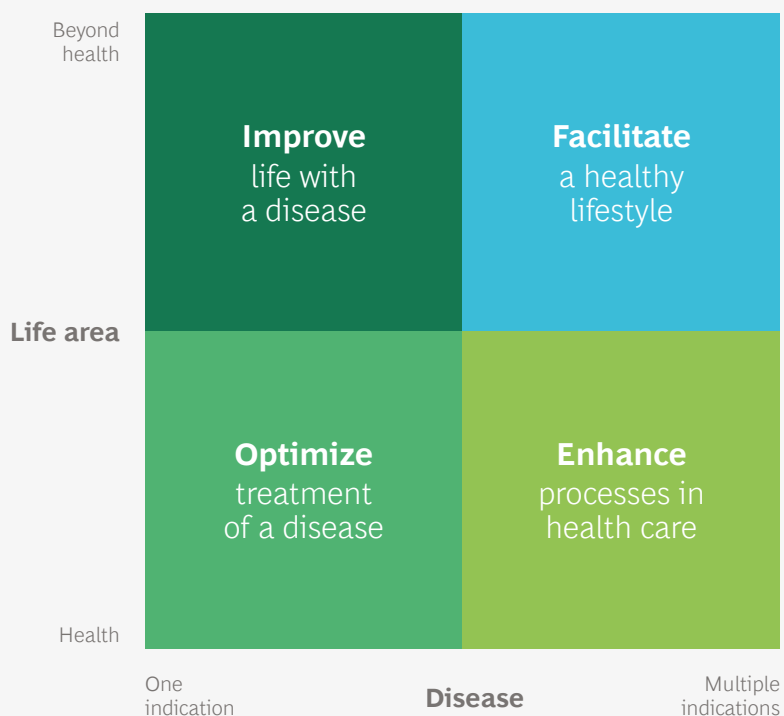 Beyond
health
Improve
life with
a disease
Facilitate
a healthy
lifestyle
Life area
Optimize
treatment
of a disease
Enhance
processes in
health care
Health
One
indication
Disease
Multiple
indications